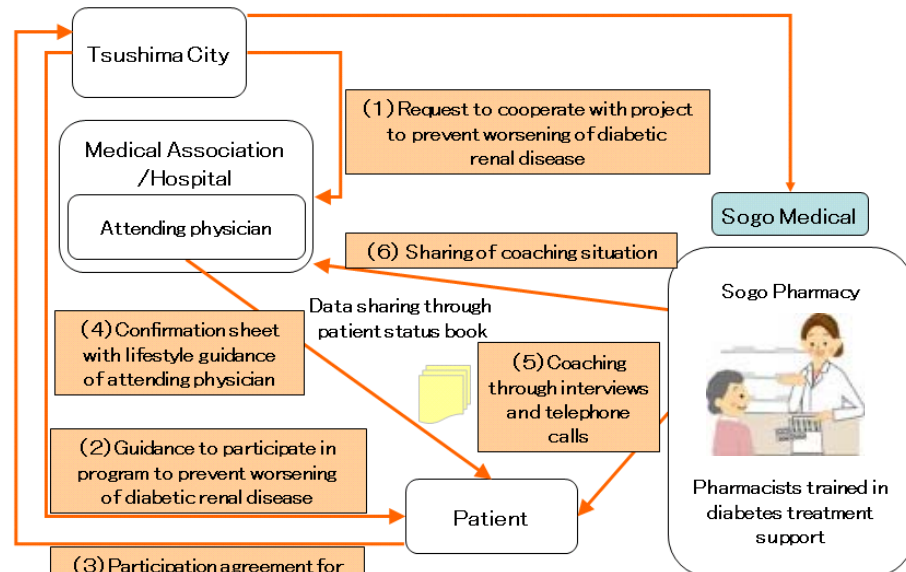 Tsushima City
(1)Request to cooperate with project
to prevent worsening of diabetic
renal disease
Medical Association
/Hospital
Attending physician
Sogo Medical
(6) Sharing of coaching situation
Sogo Pharmacy
Data sharing through
patient status book
(4)Confirmation sheet
with lifestyle guidance
of attending physician
(5)Coaching
through interviews
and telephone
calls
(2)Guidance to participate in
program to prevent worsening
of diabetic renal disease
Patient
Pharmacists trained in
diabetes treatment
support
(3)Participation agreement for